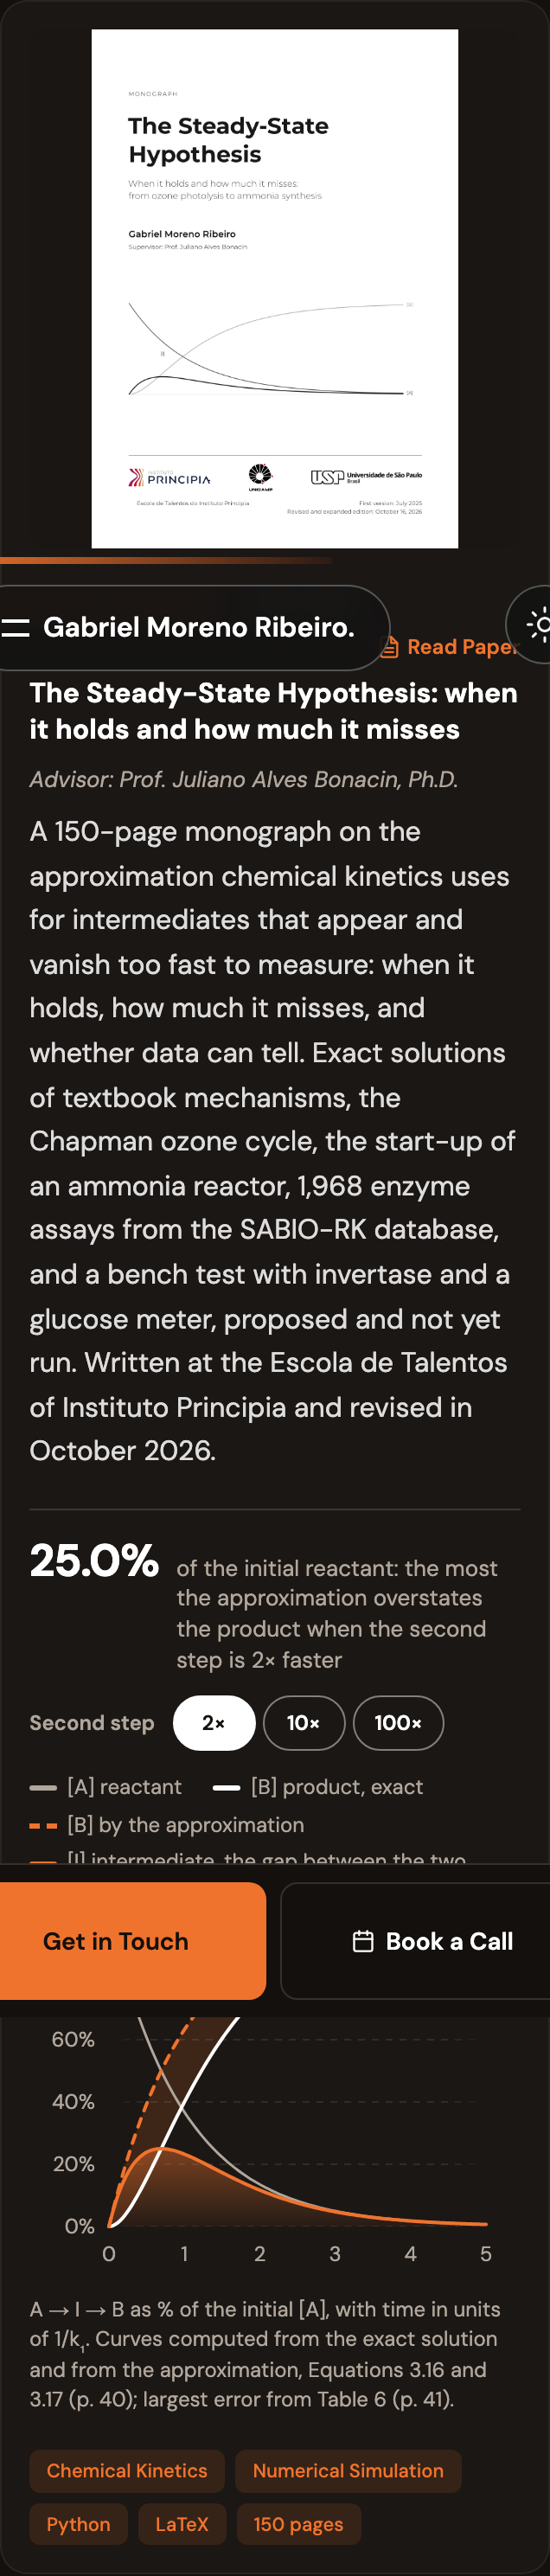 MONOGRAPH
The Steady-State
Hypothesis
When it holds and how much it misses:
from ozone photolysis to ammonia synthesis
Gabriel Moreno Ribeiro
Supervisor: Prof. Juliano Alves Bonacin
INSTITUTO
PRINCIPIA
UNICAMP
USP Universidade de São Paulo
Brasil
Escola de Talentos do Instituto Principia
First version: July 2025
Revised and expanded edition: October 16, 2026
Gabriel Moreno Ribeiro.
Read Paper
The Steady-State Hypothesis: when
it holds and how much it misses
Advisor: Prof. Juliano Alves Bonacin, Ph.D.
A 150-page monograph on the
approximation chemical kinetics uses
for intermediates that appear and
vanish too fast to measure: when it
holds, how much it misses, and
whether data can tell. Exact solutions
of textbook mechanisms, the
Chapman ozone cycle, the start-up of
an ammonia reactor, 1,968 enzyme
assays from the SABIO-RK database,
and a bench test with invertase and a
glucose meter, proposed and not yet
run. Written at the Escola de Talentos
of Instituto Principia and revised in
October 2026.
25.0% of the initial reactant: the most
the approximation overstates
the product when the second
step is 2× faster
Second step 2× 10× 100×
[A] reactant [B] product, exact
[B] by the approximation
[I] intermediate, the gap between the two
Get in Touch
Book a Call
60%
40%
20%
0%
0 1 2 3 4 5
A → I → B as % of the initial [A], with time in units
of 1/k₁. Curves computed from the exact solution
and from the approximation, Equations 3.16 and
3.17 (p. 40); largest error from Table 6 (p. 41).
Chemical Kinetics Numerical Simulation
Python LaTeX 150 pages